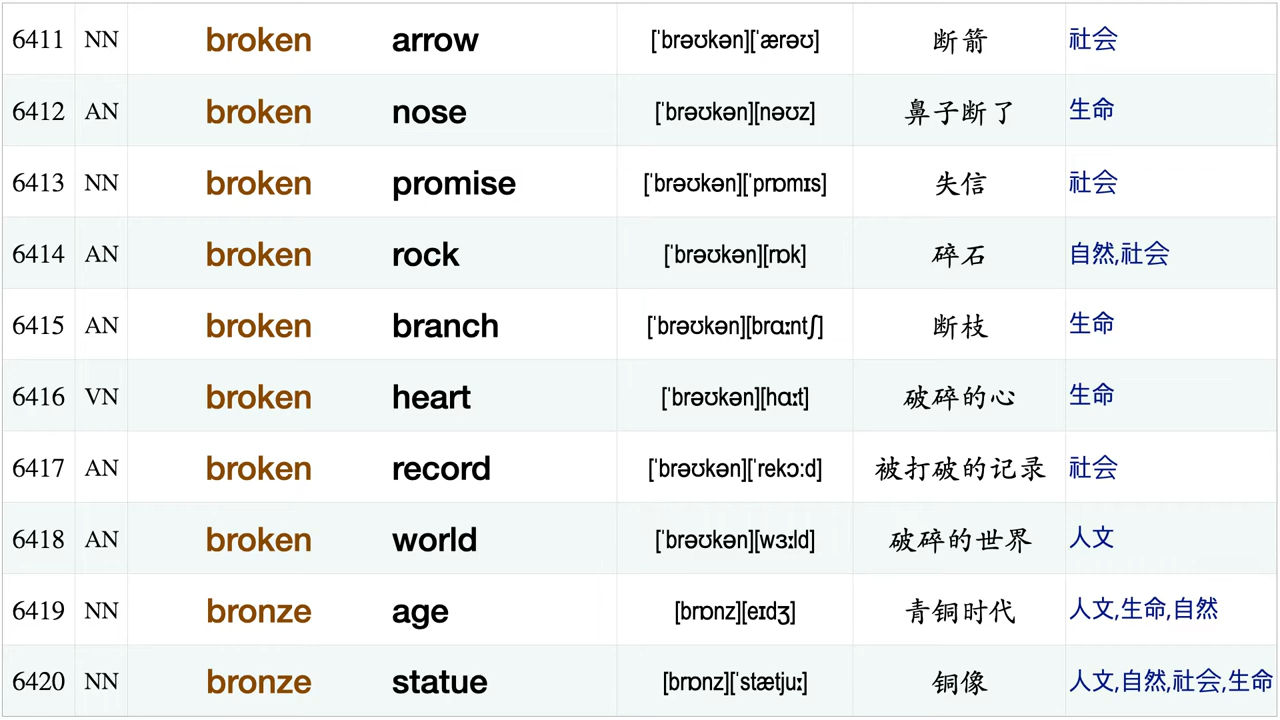 6411 NN broken arrow [ˈbrəʊkən][ˈærəʊ] 断箭 社会
6412 AN broken nose [ˈbrəʊkən][nəʊz] 鼻子断了 生命
6413 NN broken promise [ˈbrəʊkən][ˈprɒmɪs] 失信 社会
6414 AN broken rock [ˈbrəʊkən][rɒk] 碎石 自然,社会
6415 AN broken branch [ˈbrəʊkən][brɑːntʃ] 断枝 生命
6416 VN broken heart [ˈbrəʊkən][hɑːt] 破碎的心 生命
6417 AN broken record [ˈbrəʊkən][ˈrekɔːd] 被打破的记录 社会
6418 AN broken world [ˈbrəʊkən][wɜːld] 破碎的世界 人文
6419 NN bronze age [brɒnz][eɪdʒ] 青铜时代 人文,生命,自然
6420 NN bronze statue [brɒnz][ˈstætjuː] 铜像 人文,自然,社会,生命